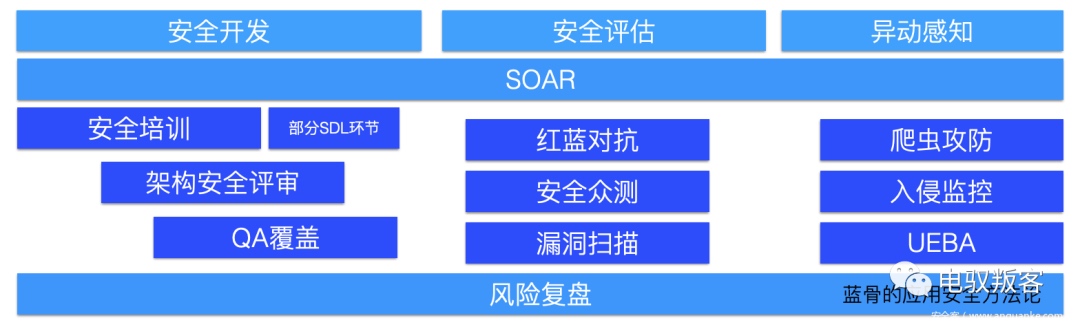 安全开发
安全评估
异动感知
SOAR
安全培训
部分SDL环节
架构安全评审
QA覆盖
红蓝对抗
安全众测
漏洞扫描
爬虫攻防
入侵监控
UEBA
风险复盘
电驭叛客
蓝骨的应用安全方法论
安全客 ( www.anquanke.com )